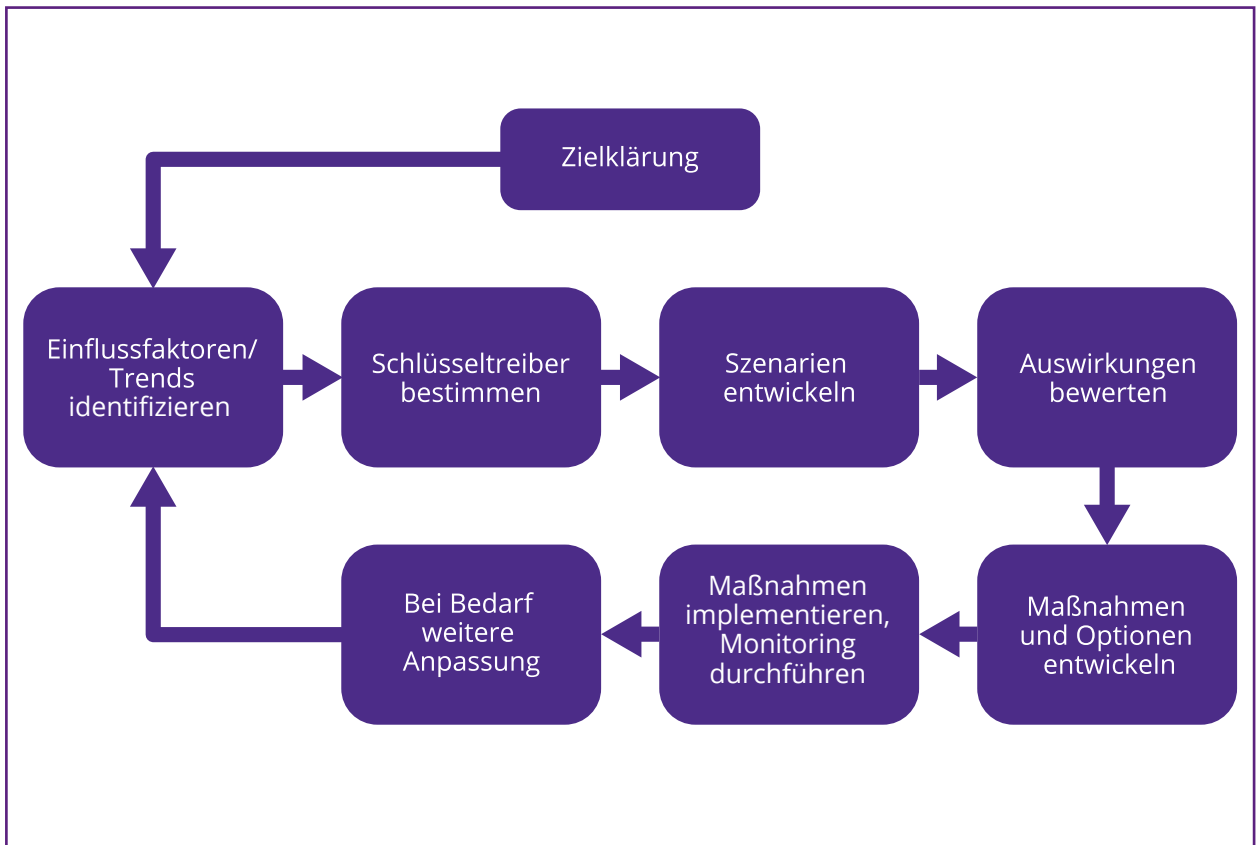 Zielklärung
Einflussfaktoren/
Trends
identifizieren
Schlüsseltreiber
bestimmen
Szenarien
entwickeln
Auswirkungen
bewerten
Maßnahmen
und Optionen
entwickeln
Maßnahmen
implementieren,
Monitoring
durchführen
Bei Bedarf
weitere
Anpassung